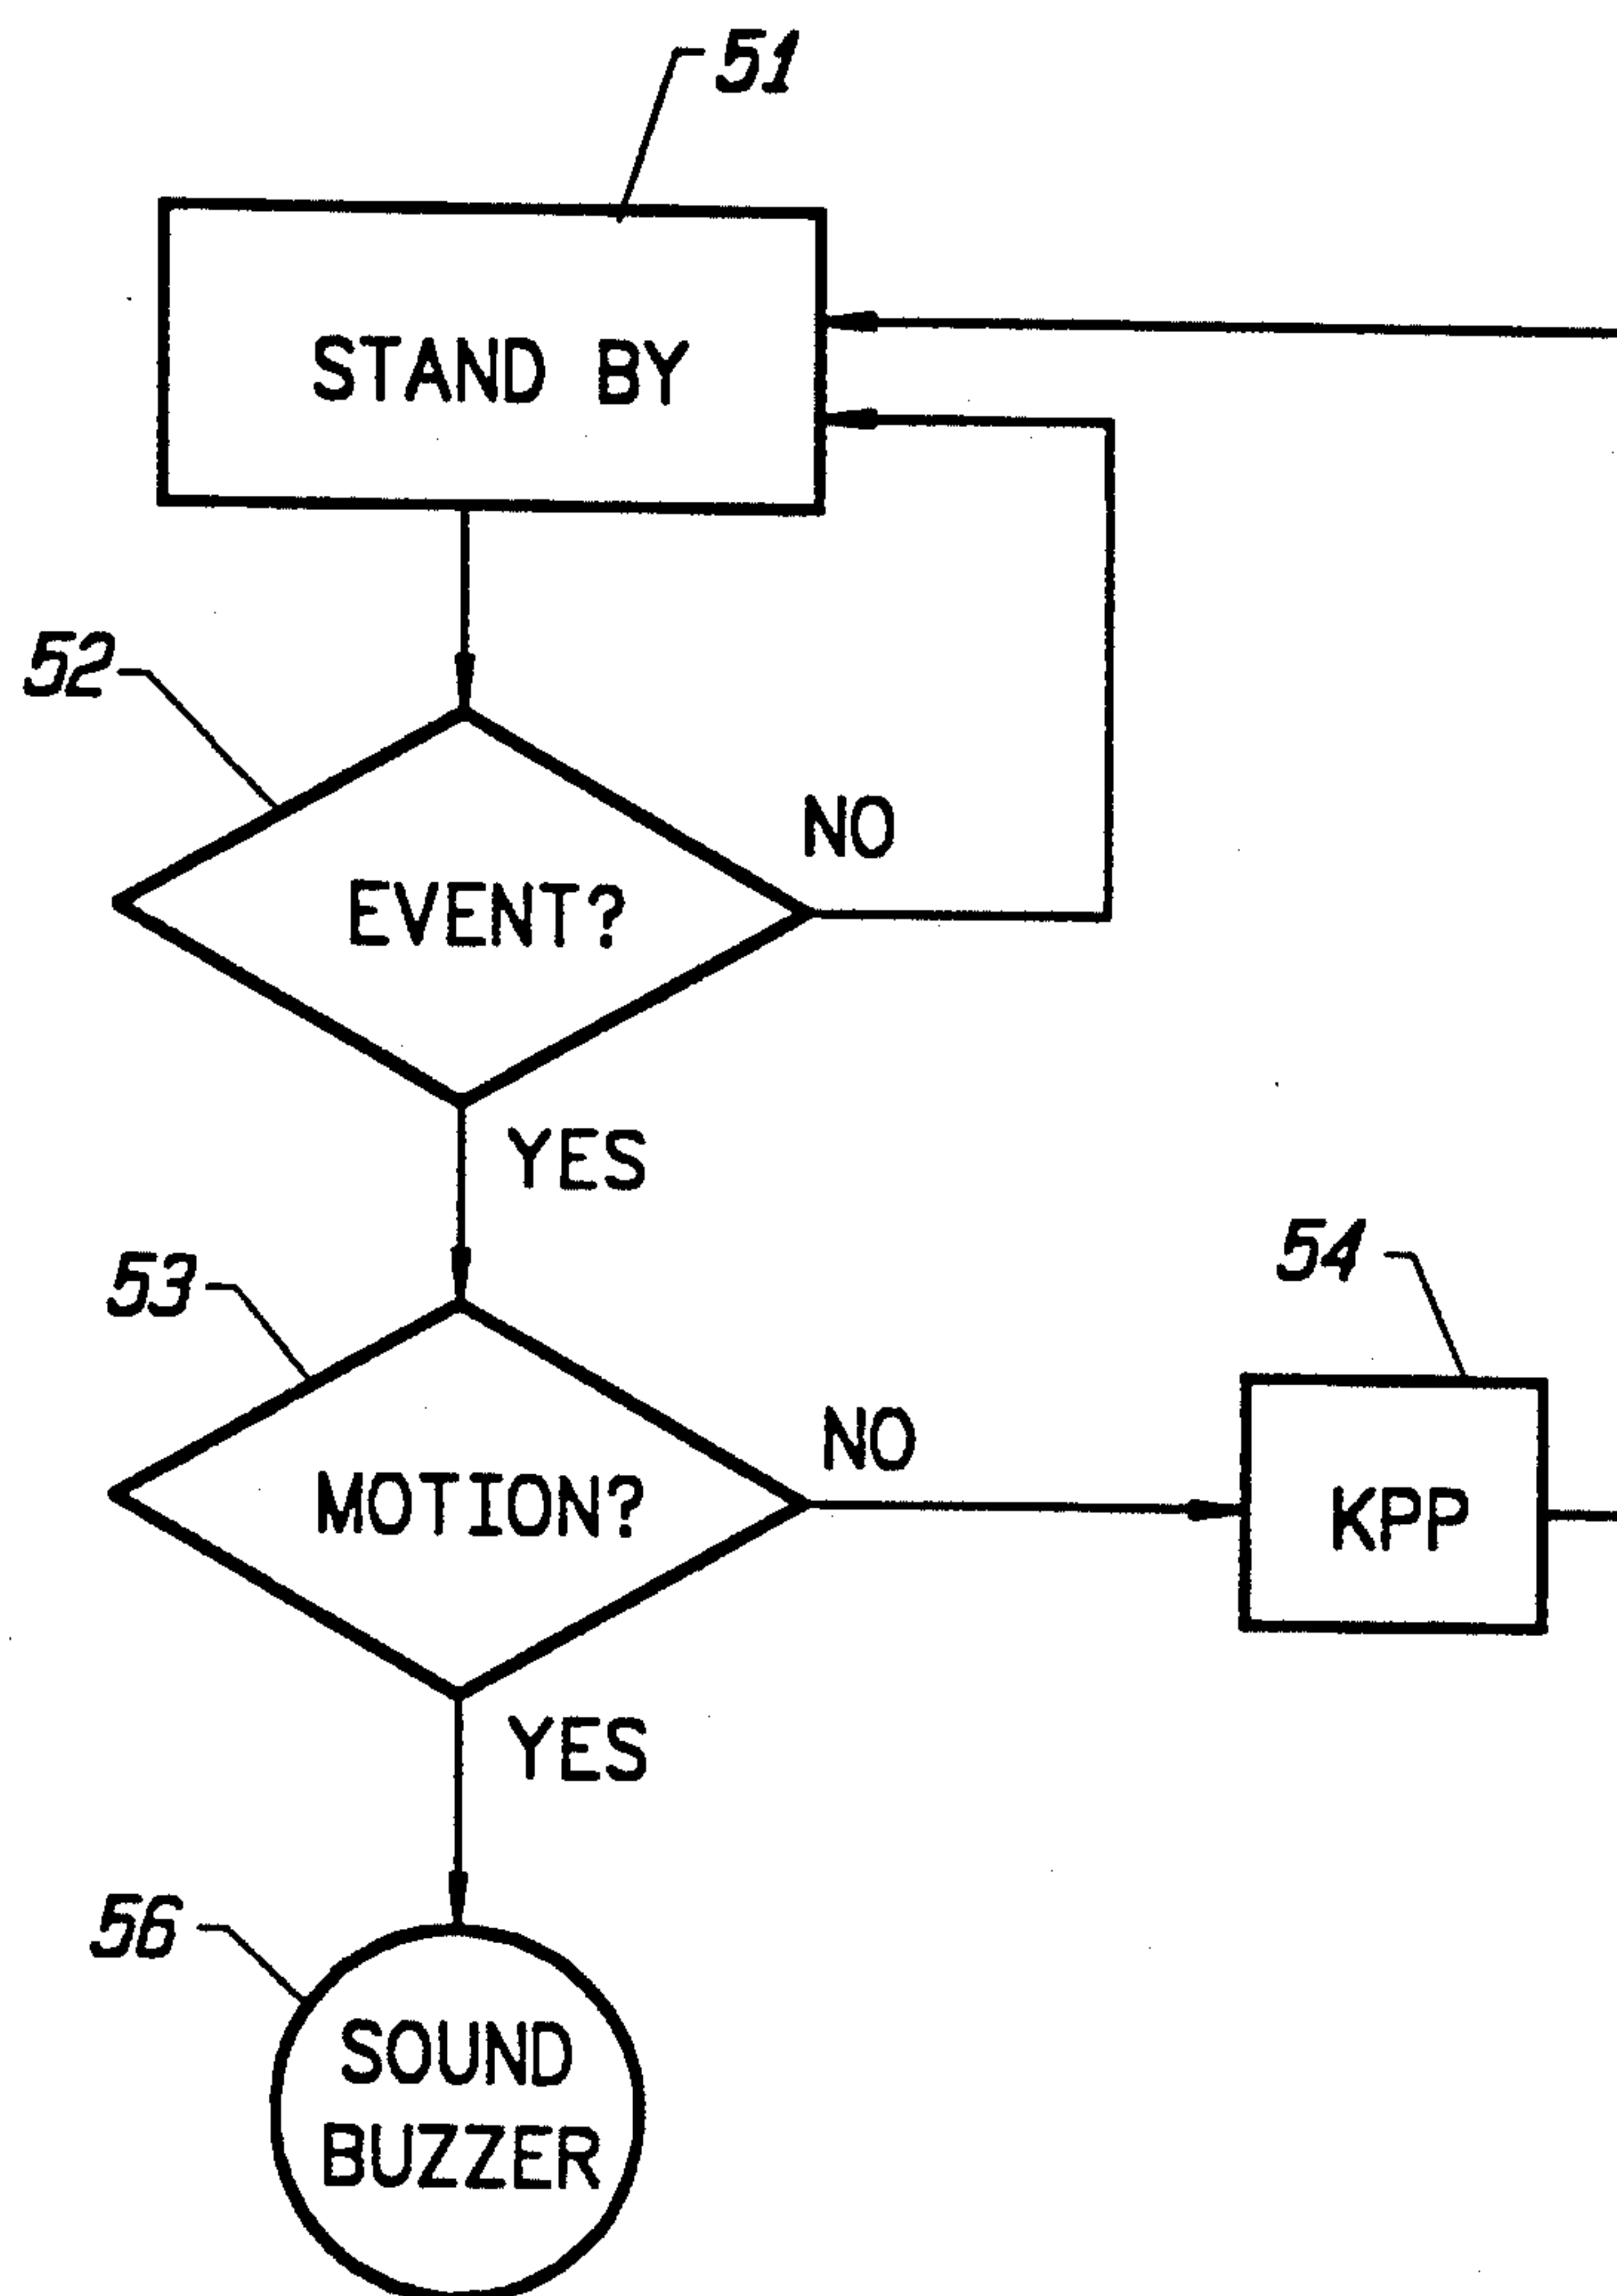 51
STAND BY
52
NO
EVENT?
YES
53
54
NO
MOTION?
KPP
YES
56
SOUND
BUZZER